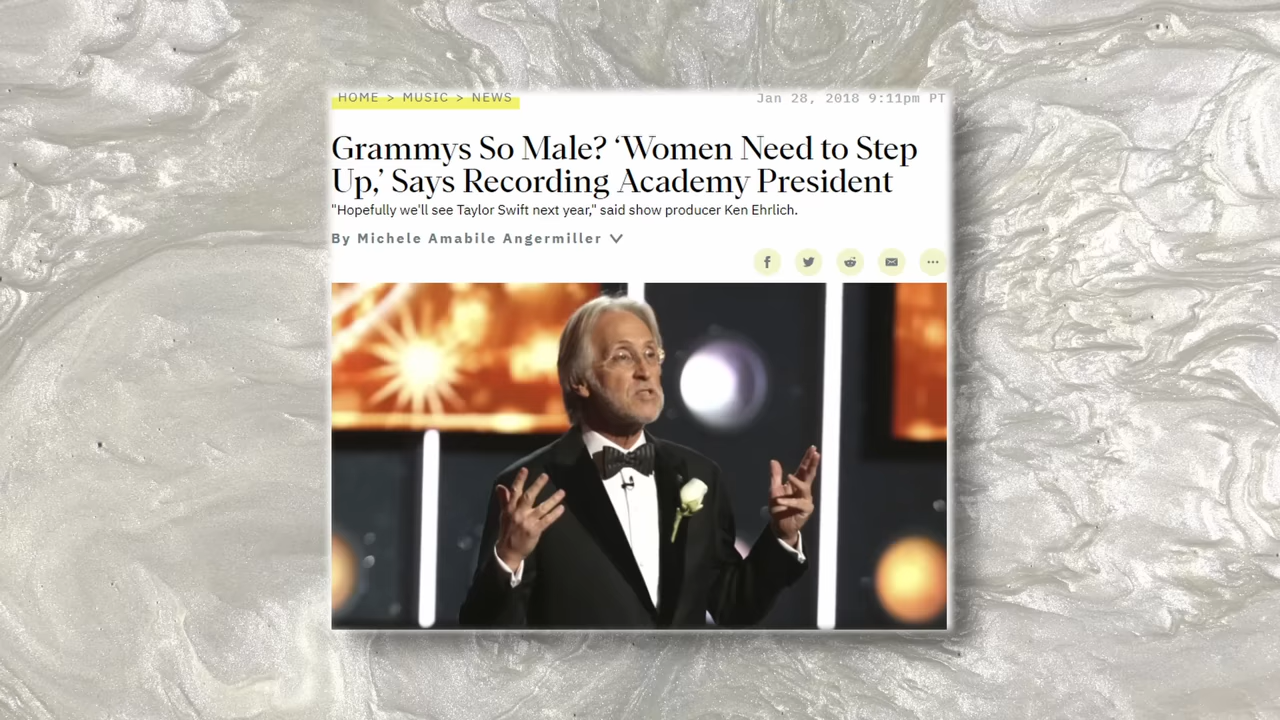 HOME > MUSIC > NEWS
Jan 28, 2018 9:11pm PT
Grammys So Male? ‘Women Need to Step
Up,’ Says Recording Academy President
"Hopefully we'll see Taylor Swift next year," said show producer Ken Ehrlich.
By Michele Amabile Angermiller